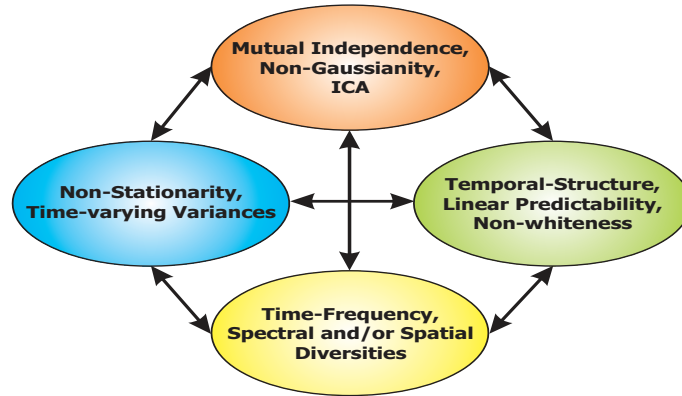 Mutual Independence,
Non-Gaussianity,
ICA
Non-Stationarity,
Time-varying Variances
Temporal-Structure,
Linear Predictability,
Non-whiteness
Time-Frequency,
Spectral and/or Spatial
Diversities